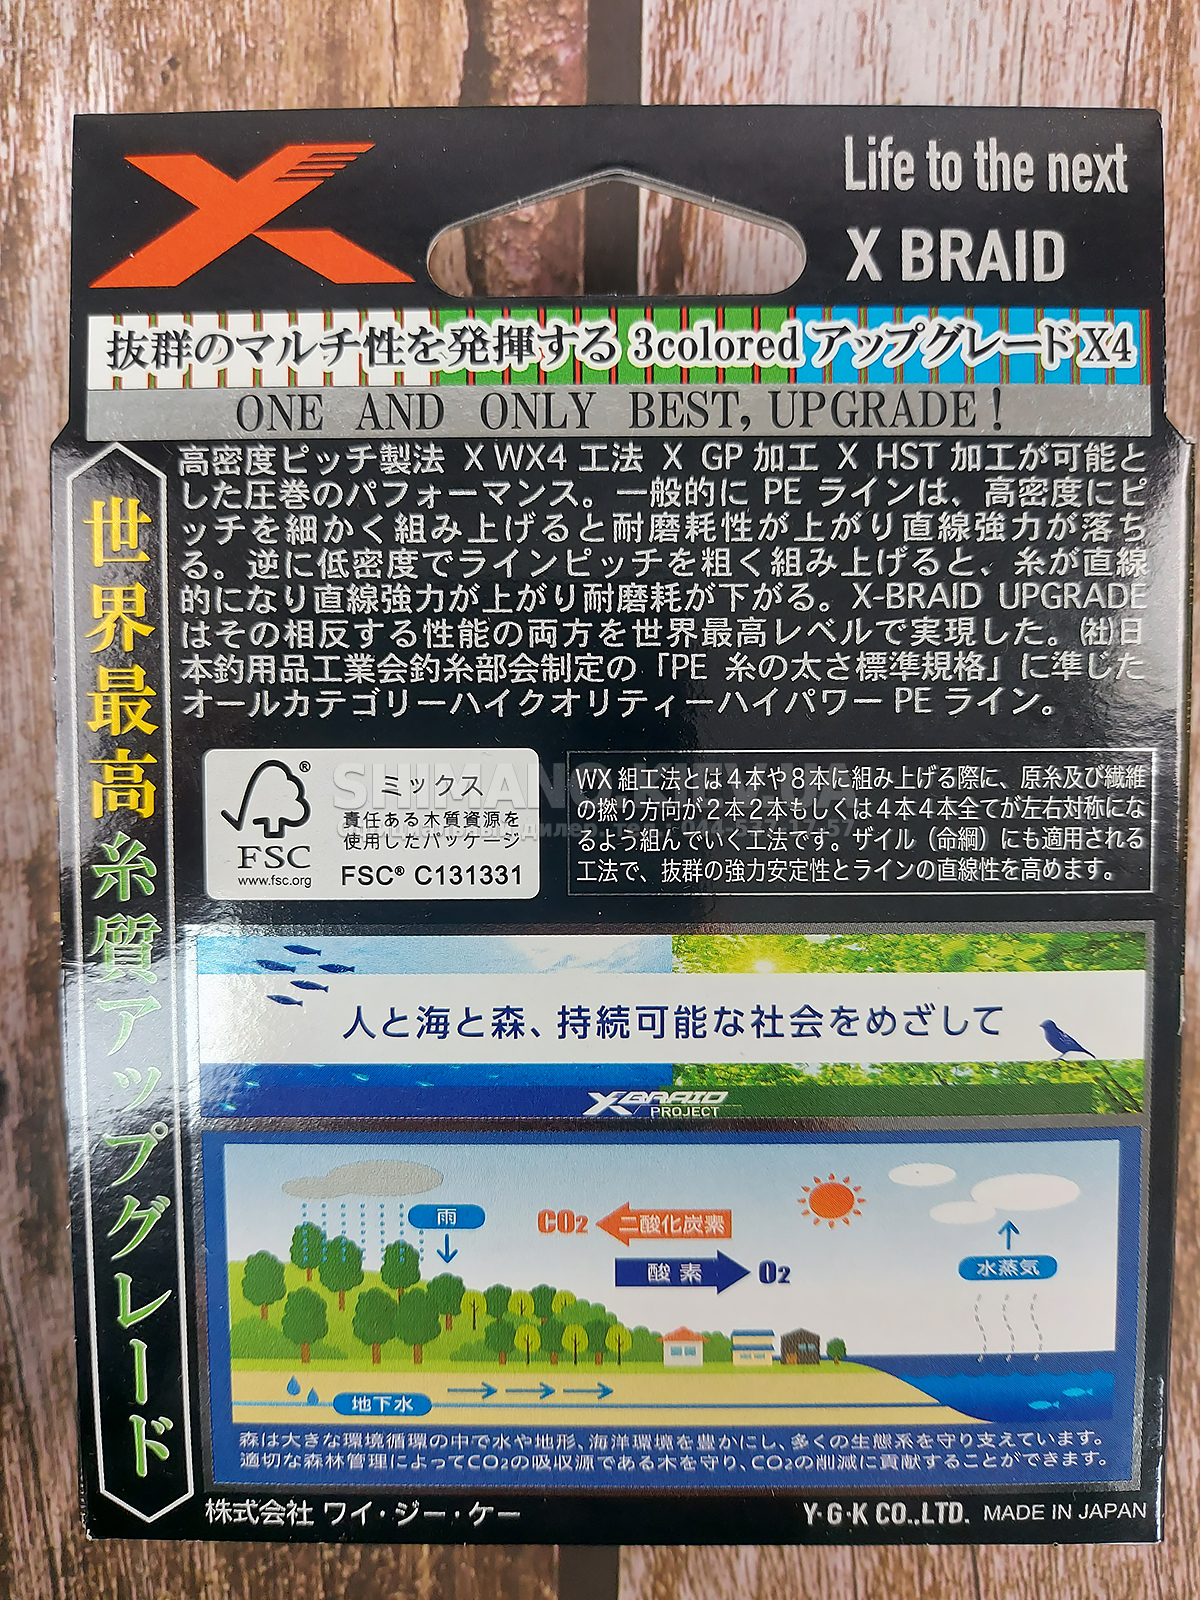 Life to the next
X BRAID
抜群のマルチ性を発揮する 3colored アップグレード X4
ONE AND ONLY BEST, UPGRADE!
世界最高糸質アップグレード
高密度ピッチ製法 X WX4 工法 X GP 加工 X HST 加工が可能と
した圧巻のパフォーマンス。一般的に PE ラインは、高密度にピ
ッチを細かく組み上げると耐磨耗性が上がり直線強力が落ち
る。逆に低密度でラインピッチを粗く組み上げると、糸が直線
的になり直線強力が上がり耐磨耗が下がる。X-BRAID UPGRADE
はその相反する性能の両方を世界最高レベルで実現した。㈳日
本釣用品工業会釣糸部会制定の「PE 糸の太さ標準規格」に準じた
オールカテゴリーハイクオリティーハイパワー PE ライン。
FSC
www.fsc.org
ミックス
責任ある木質資源を
使用したパッケージ
FSC® C131331
WX 組工法とは4本や8本に組み上げる際に、原糸及び繊維
の撚り方向が2本2本もしくは4本4本全てが左右対称にな
るよう組んでいく工法です。ザイル（命綱）にも適用される
工法で、抜群の強力安定性とラインの直線性を高めます。
人と海と森、持続可能な社会をめざして
X BRAID
PROJECT
雨
CO2
二酸化炭素
酸素
O2
水蒸気
地下水
森は大きな環境循環の中で水や地形、海洋環境を豊かにし、多くの生態系を守り支えています。
適切な森林管理によってCO2の吸収源である木を守り、CO2の削減に貢献することができます。
株式会社 ワイ・ジー・ケー
Y·G·K CO.,LTD. MADE IN JAPAN